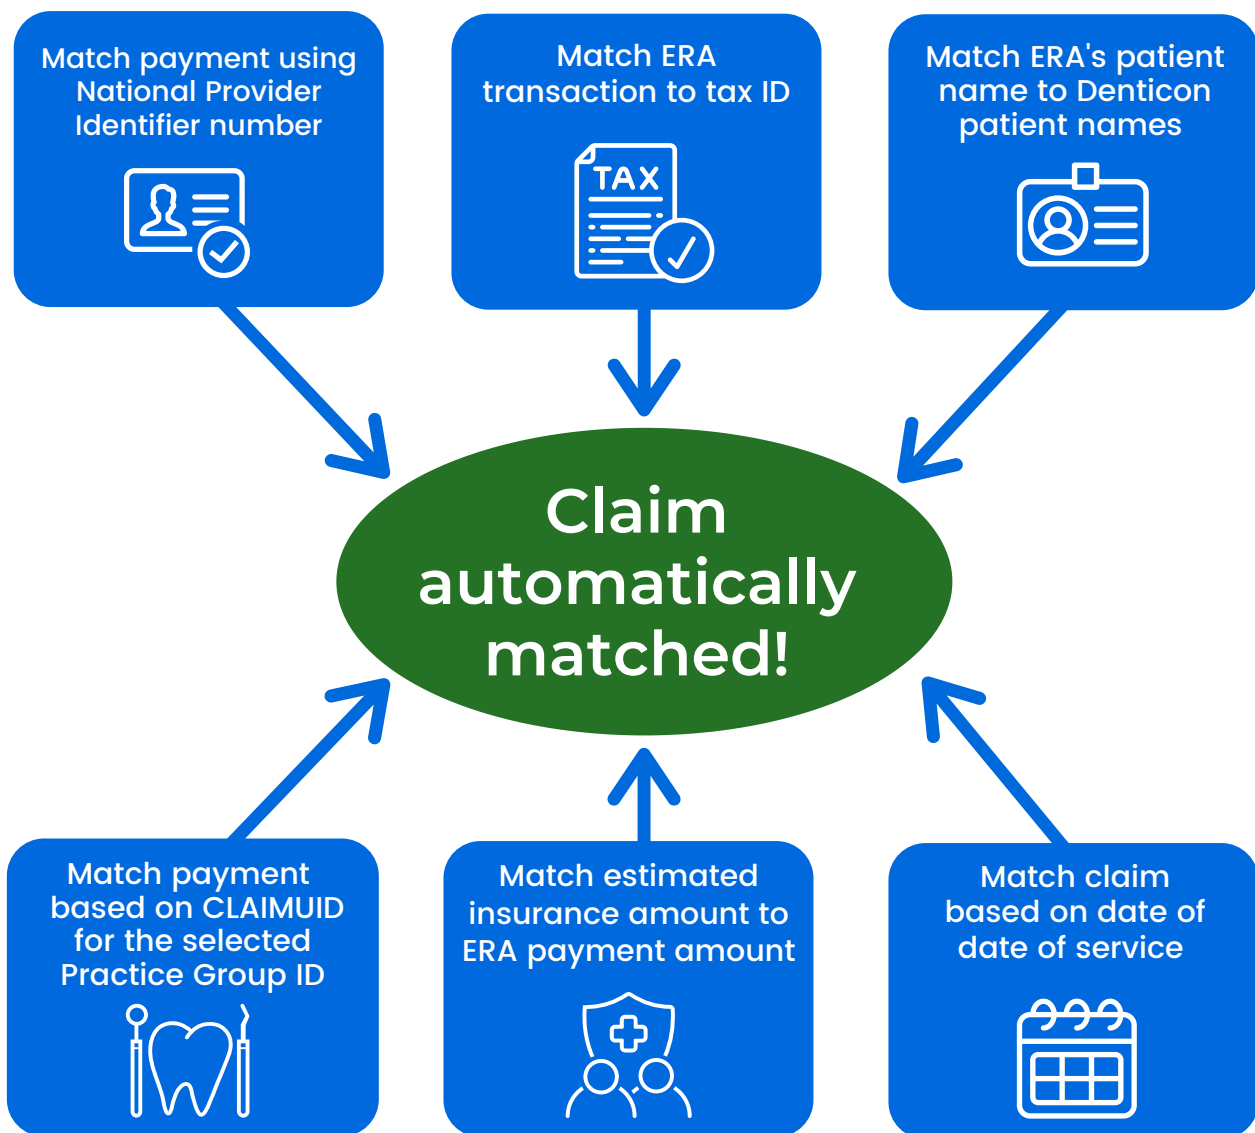 Match payment using
National Provider
Identifier number
Match ERA
transaction to tax ID
TAX
Match ERA's patient
name to Denticon
patient names
Claim
automatically
matched!
Match payment
based on CLAIMUID
for the selected
Practice Group ID
Match estimated
insurance amount to
ERA payment amount
Match claim
based on date of
date of service